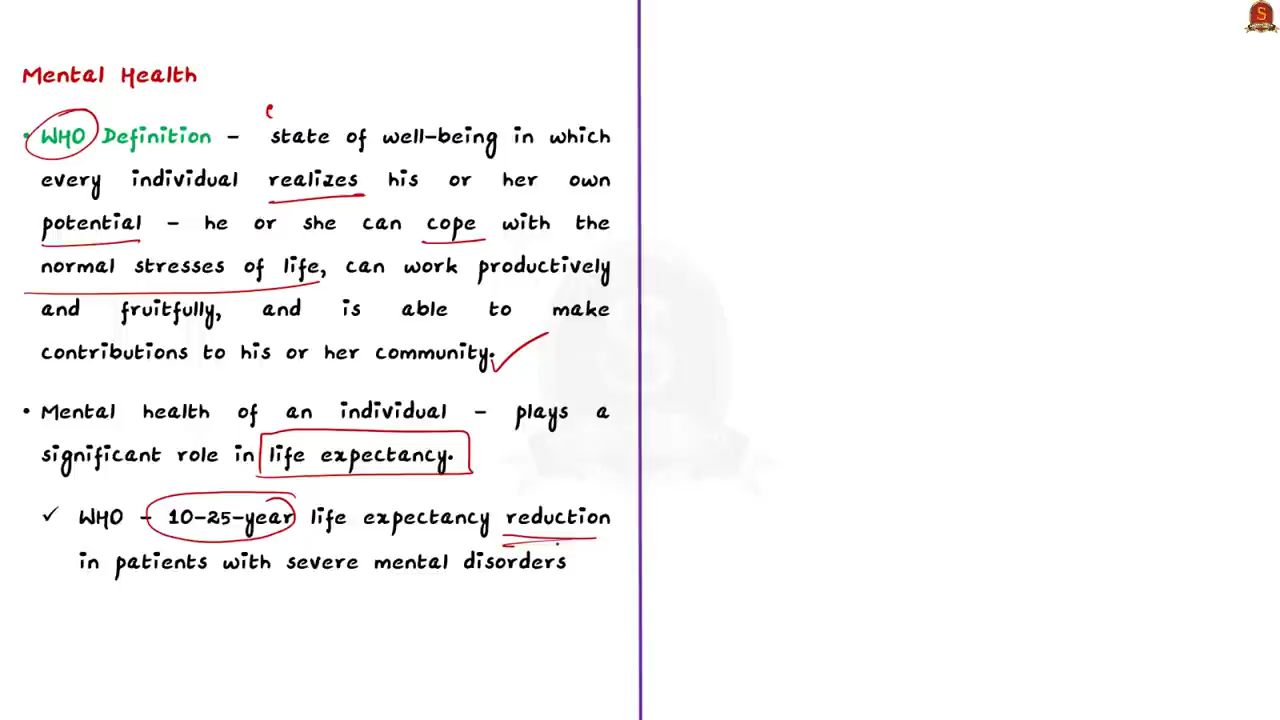 Mental Health
• WHO Definition – state of well-being in which
every individual realizes his or her own
potential – he or she can cope with the
normal stresses of life, can work productively
and fruitfully, and is able to make
contributions to his or her community.
• Mental health of an individual – plays a
significant role in life expectancy.
✓ WHO – 10-25-year life expectancy reduction
in patients with severe mental disorders
S